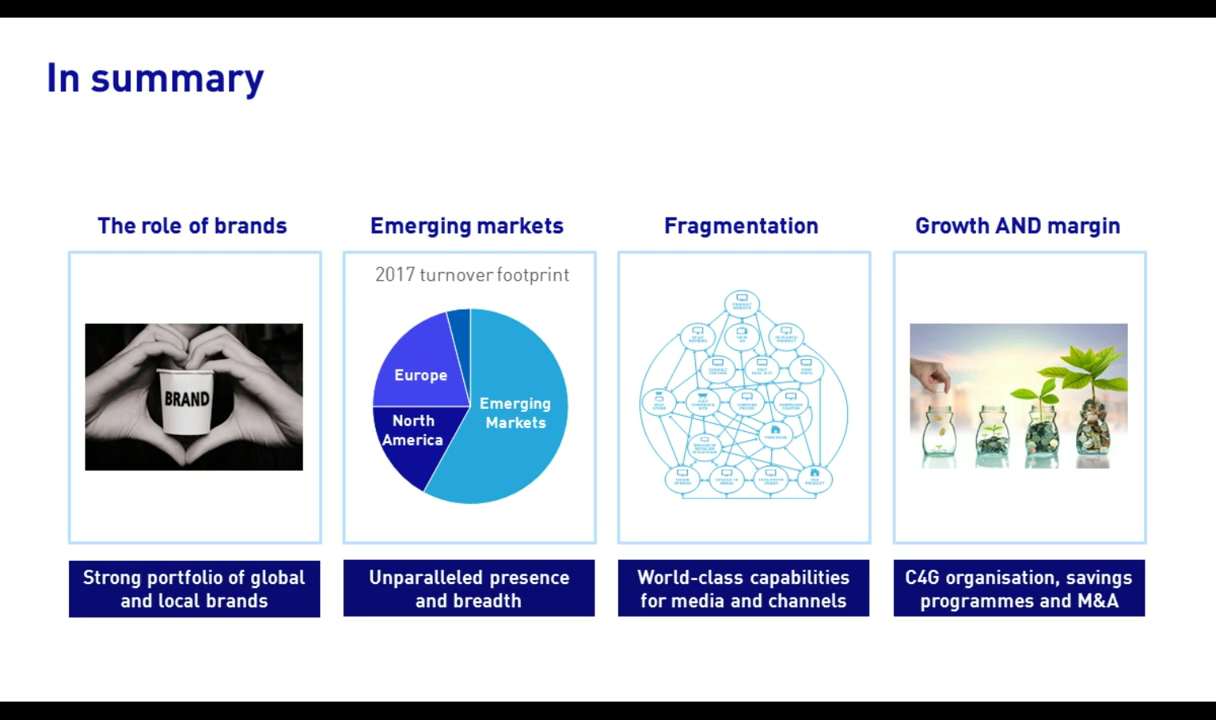 In summary
The role of brands
BRAND
Strong portfolio of global
and local brands
Emerging markets
2017 turnover footprint
Europe
North
America
Emerging
Markets
Unparalleled presence
and breadth
Fragmentation
World-class capabilities
for media and channels
Growth AND margin
C4G organisation, savings
programmes and M&A